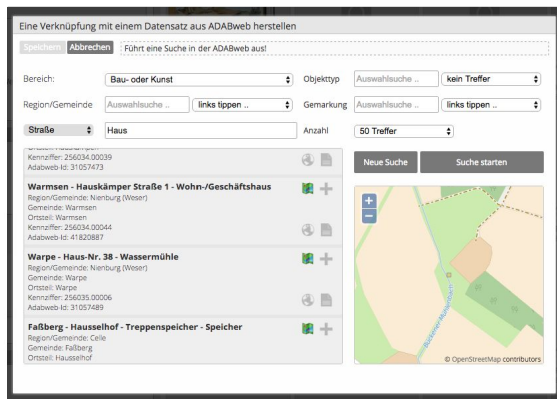 Eine Verknüpfung mit einem Datensatz aus ADABweb herstellen
Speichern Abbrechen Führt eine Suche in der ADABweb aus!
Bereich: Bau- oder Kunst Objekttyp Auswahlsuche .. kein Treffer
Region/Gemeinde Auswahlsuche .. links tippen .. Gemarkung Auswahlsuche .. links tippen ..
Straße Haus Anzahl 50 Treffer
Kennziffer: 256034.00039
Adabweb-Id: 31057473
Neue Suche Suche starten
Warmsen - Hauskämper Straße 1 - Wohn-/Geschäftshaus
Region/Gemeinde: Nienburg (Weser)
Gemeinde: Warmsen
Ortsteil: Warmsen
Kennziffer: 256034.00044
Adabweb-Id: 41820887
Warpe - Haus-Nr. 38 - Wassermühle
Region/Gemeinde: Nienburg (Weser)
Gemeinde: Warpe
Ortsteil: Warpe
Kennziffer: 256035.00006
Adabweb-Id: 31057489
Faßberg - Hausselhof - Treppenspeicher - Speicher
Region/Gemeinde: Celle
Gemeinde: Faßberg
Ortsteil: Hausselhof
+
−
Bückener Mühlenbach
© OpenStreetMap contributors